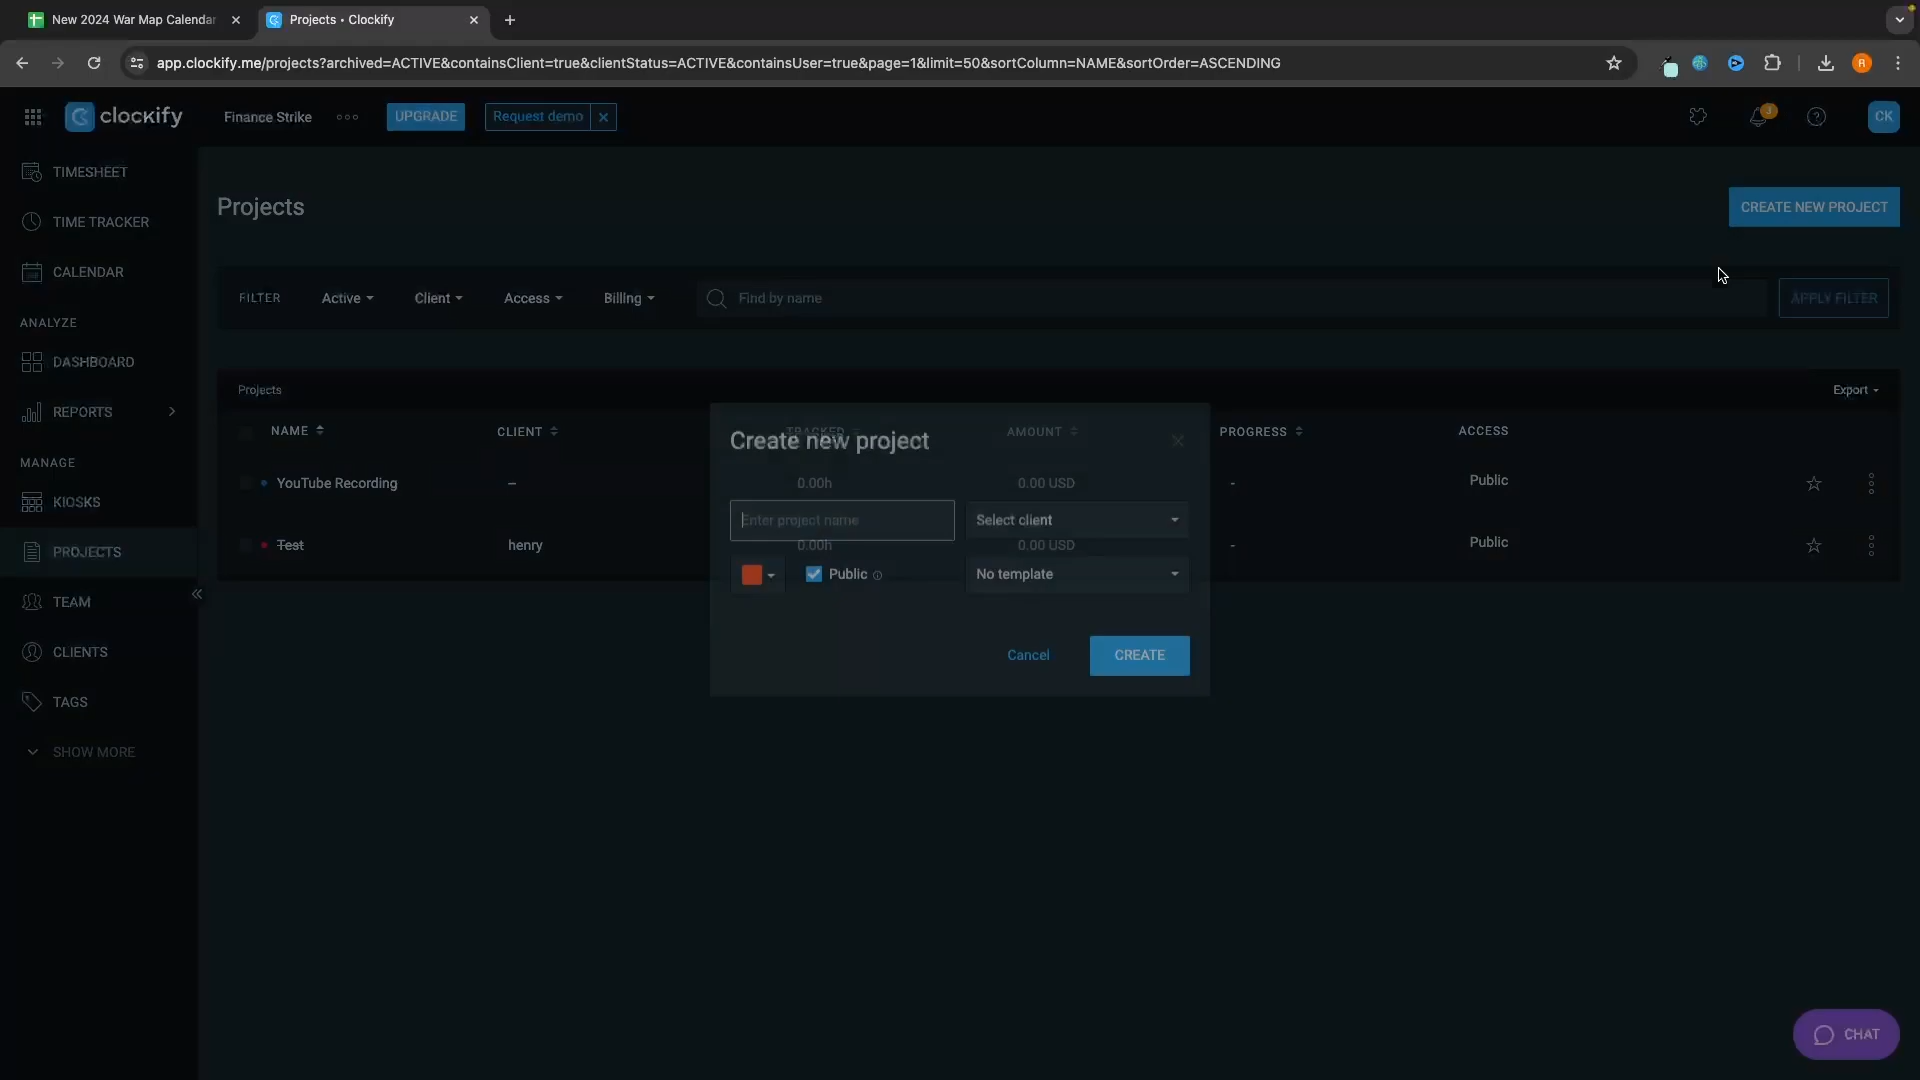 New 2024 War Map Calendar
Projects • Clockify
app.clockify.me/projects?archived=ACTIVE&containsClient=true&clientStatus=ACTIVE&containsUser=true&page=1&limit=50&sortColumn=NAME&sortOrder=ASCENDING
R
clockify
Finance Strike
UPGRADE
Request demo
3
CK
TIMESHEET
TIME TRACKER
CALENDAR
ANALYZE
DASHBOARD
REPORTS
MANAGE
KIOSKS
PROJECTS
TEAM
CLIENTS
TAGS
SHOW MORE
Projects
CREATE NEW PROJECT
FILTER Active Client Access Billing Find by name APPLY FILTER
Projects Export
NAME CLIENT TRACKED AMOUNT PROGRESS ACCESS
YouTube Recording – 0.00h 0.00 USD - Public
Test henry 0.00h 0.00 USD - Public
Create new project
Enter project name Select client
Public No template
Cancel CREATE
CHAT